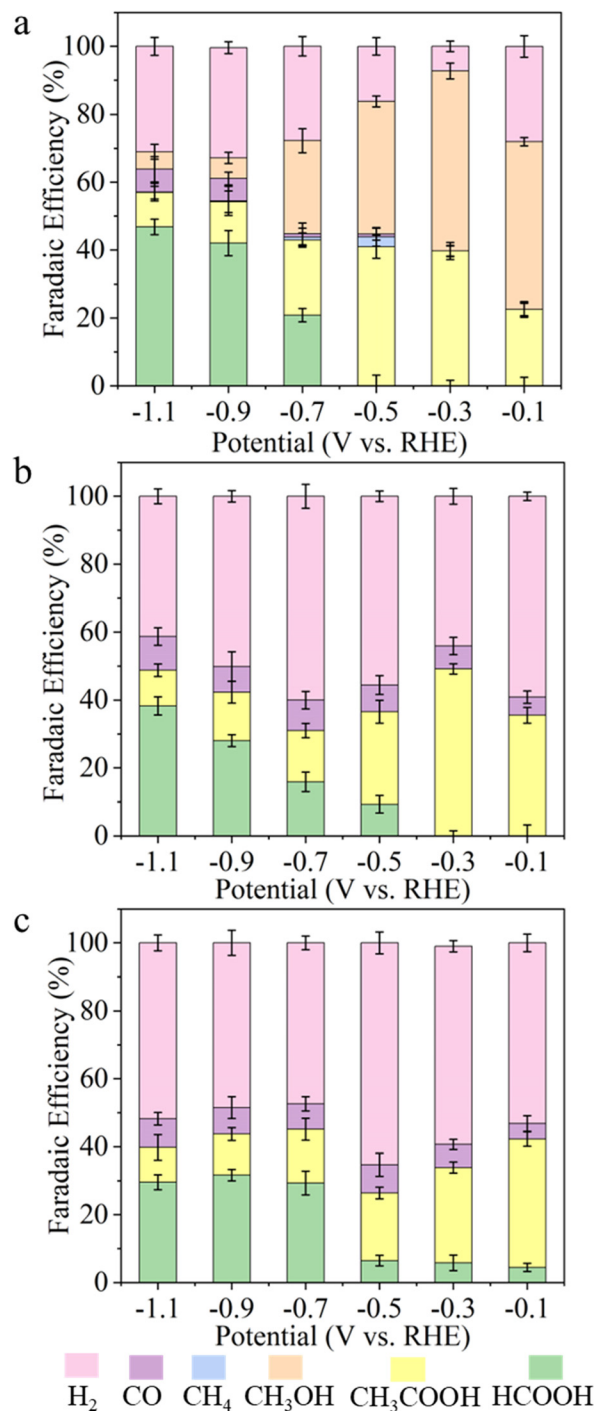 a
Faradaic Efficiency (%)
100
80
60
40
20
0
-1.1 -0.9 -0.7 -0.5 -0.3 -0.1
Potential (V vs. RHE)
b
Faradaic Efficiency (%)
100
80
60
40
20
0
-1.1 -0.9 -0.7 -0.5 -0.3 -0.1
Potential (V vs. RHE)
c
Faradaic Efficiency (%)
100
80
60
40
20
0
-1.1 -0.9 -0.7 -0.5 -0.3 -0.1
Potential (V vs. RHE)
H₂ CO CH₄ CH₃OH CH₃COOH HCOOH